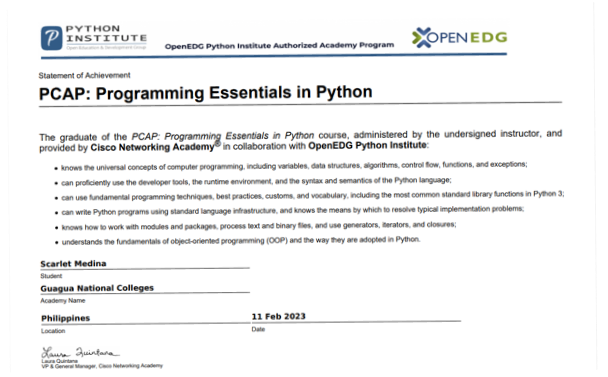 PYTHON
INSTITUTE
Open Education & Development Group
OpenEDG Python Institute Authorized Academy Program
OPENEDG
Statement of Achievement
PCAP: Programming Essentials in Python
The graduate of the PCAP: Programming Essentials in Python course, administered by the undersigned instructor, and
provided by Cisco Networking Academy® in collaboration with OpenEDG Python Institute:
• knows the universal concepts of computer programming, including variables, data structures, algorithms, control flow, functions, and exceptions;
• can proficiently use the developer tools, the runtime environment, and the syntax and semantics of the Python language;
• can use fundamental programming techniques, best practices, customs, and vocabulary, including the most common standard library functions in Python 3;
• can write Python programs using standard language infrastructure, and knows the means by which to resolve typical implementation problems;
• knows how to work with modules and packages, process text and binary files, and use generators, iterators, and closures;
• understands the fundamentals of object-oriented programming (OOP) and the way they are adopted in Python.
Scarlet Medina
Student
Guagua National Colleges
Academy Name
Philippines
11 Feb 2023
Location
Date
Laura Quintana
Laura Quintana
VP & General Manager, Cisco Networking Academy